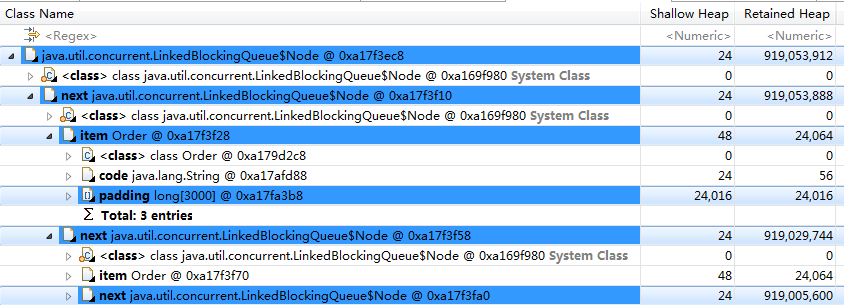 Class Name Shallow Heap Retained Heap
<Regex> <Numeric> <Numeric>
java.util.concurrent.LinkedBlockingQueue$Node @ 0xa17f3ec8 24 919,053,912
<class> class java.util.concurrent.LinkedBlockingQueue$Node @ 0xa169f980 System Class 0 0
next java.util.concurrent.LinkedBlockingQueue$Node @ 0xa17f3f10 24 919,053,888
<class> class java.util.concurrent.LinkedBlockingQueue$Node @ 0xa169f980 System Class 0 0
item Order @ 0xa17f3f28 48 24,064
<class> class Order @ 0xa179d2c8 0 0
code java.lang.String @ 0xa17afd88 24 56
padding long[3000] @ 0xa17fa3b8 24,016 24,016
Σ Total: 3 entries
next java.util.concurrent.LinkedBlockingQueue$Node @ 0xa17f3f58 24 919,029,744
<class> class java.util.concurrent.LinkedBlockingQueue$Node @ 0xa169f980 System Class 0 0
item Order @ 0xa17f3f70 48 24,064
next java.util.concurrent.LinkedBlockingQueue$Node @ 0xa17f3fa0 24 919,005,600